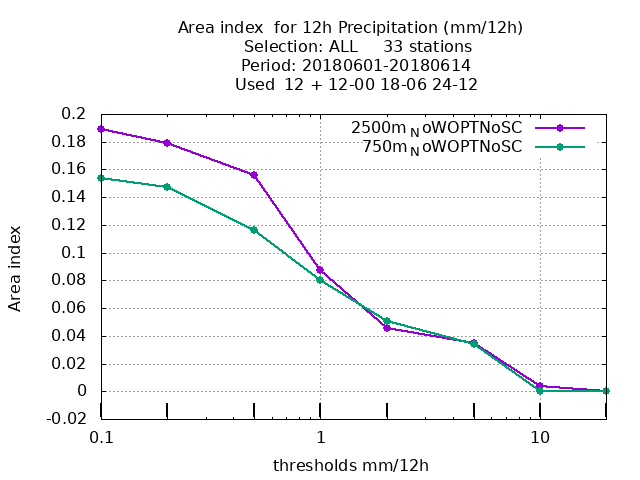 Area index  for 12h Precipitation (mm/12h)
Selection: ALL     33 stations
Period: 20180601-20180614
Used  12 + 12-00 18-06 24-12
2500m_NoWOPTNoSC
750m_NoWOPTNoSC
Area index
0.2
0.18
0.16
0.14
0.12
0.1
0.08
0.06
0.04
0.02
0
-0.02
0.1
1
10
thresholds mm/12h